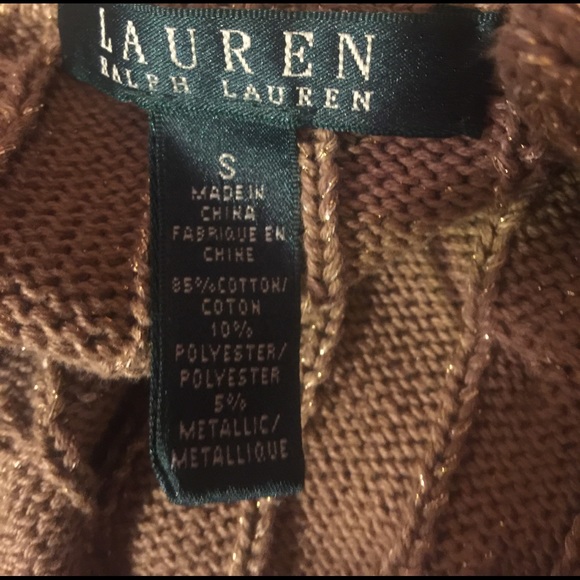 LAUREN
RALPH LAUREN
S
MADE IN
CHINA
FABRIQUE EN
CHINE
85% COTTON/
COTON
10%
POLYESTER/
POLYESTER
5%
METALLIC/
METALLIQUE